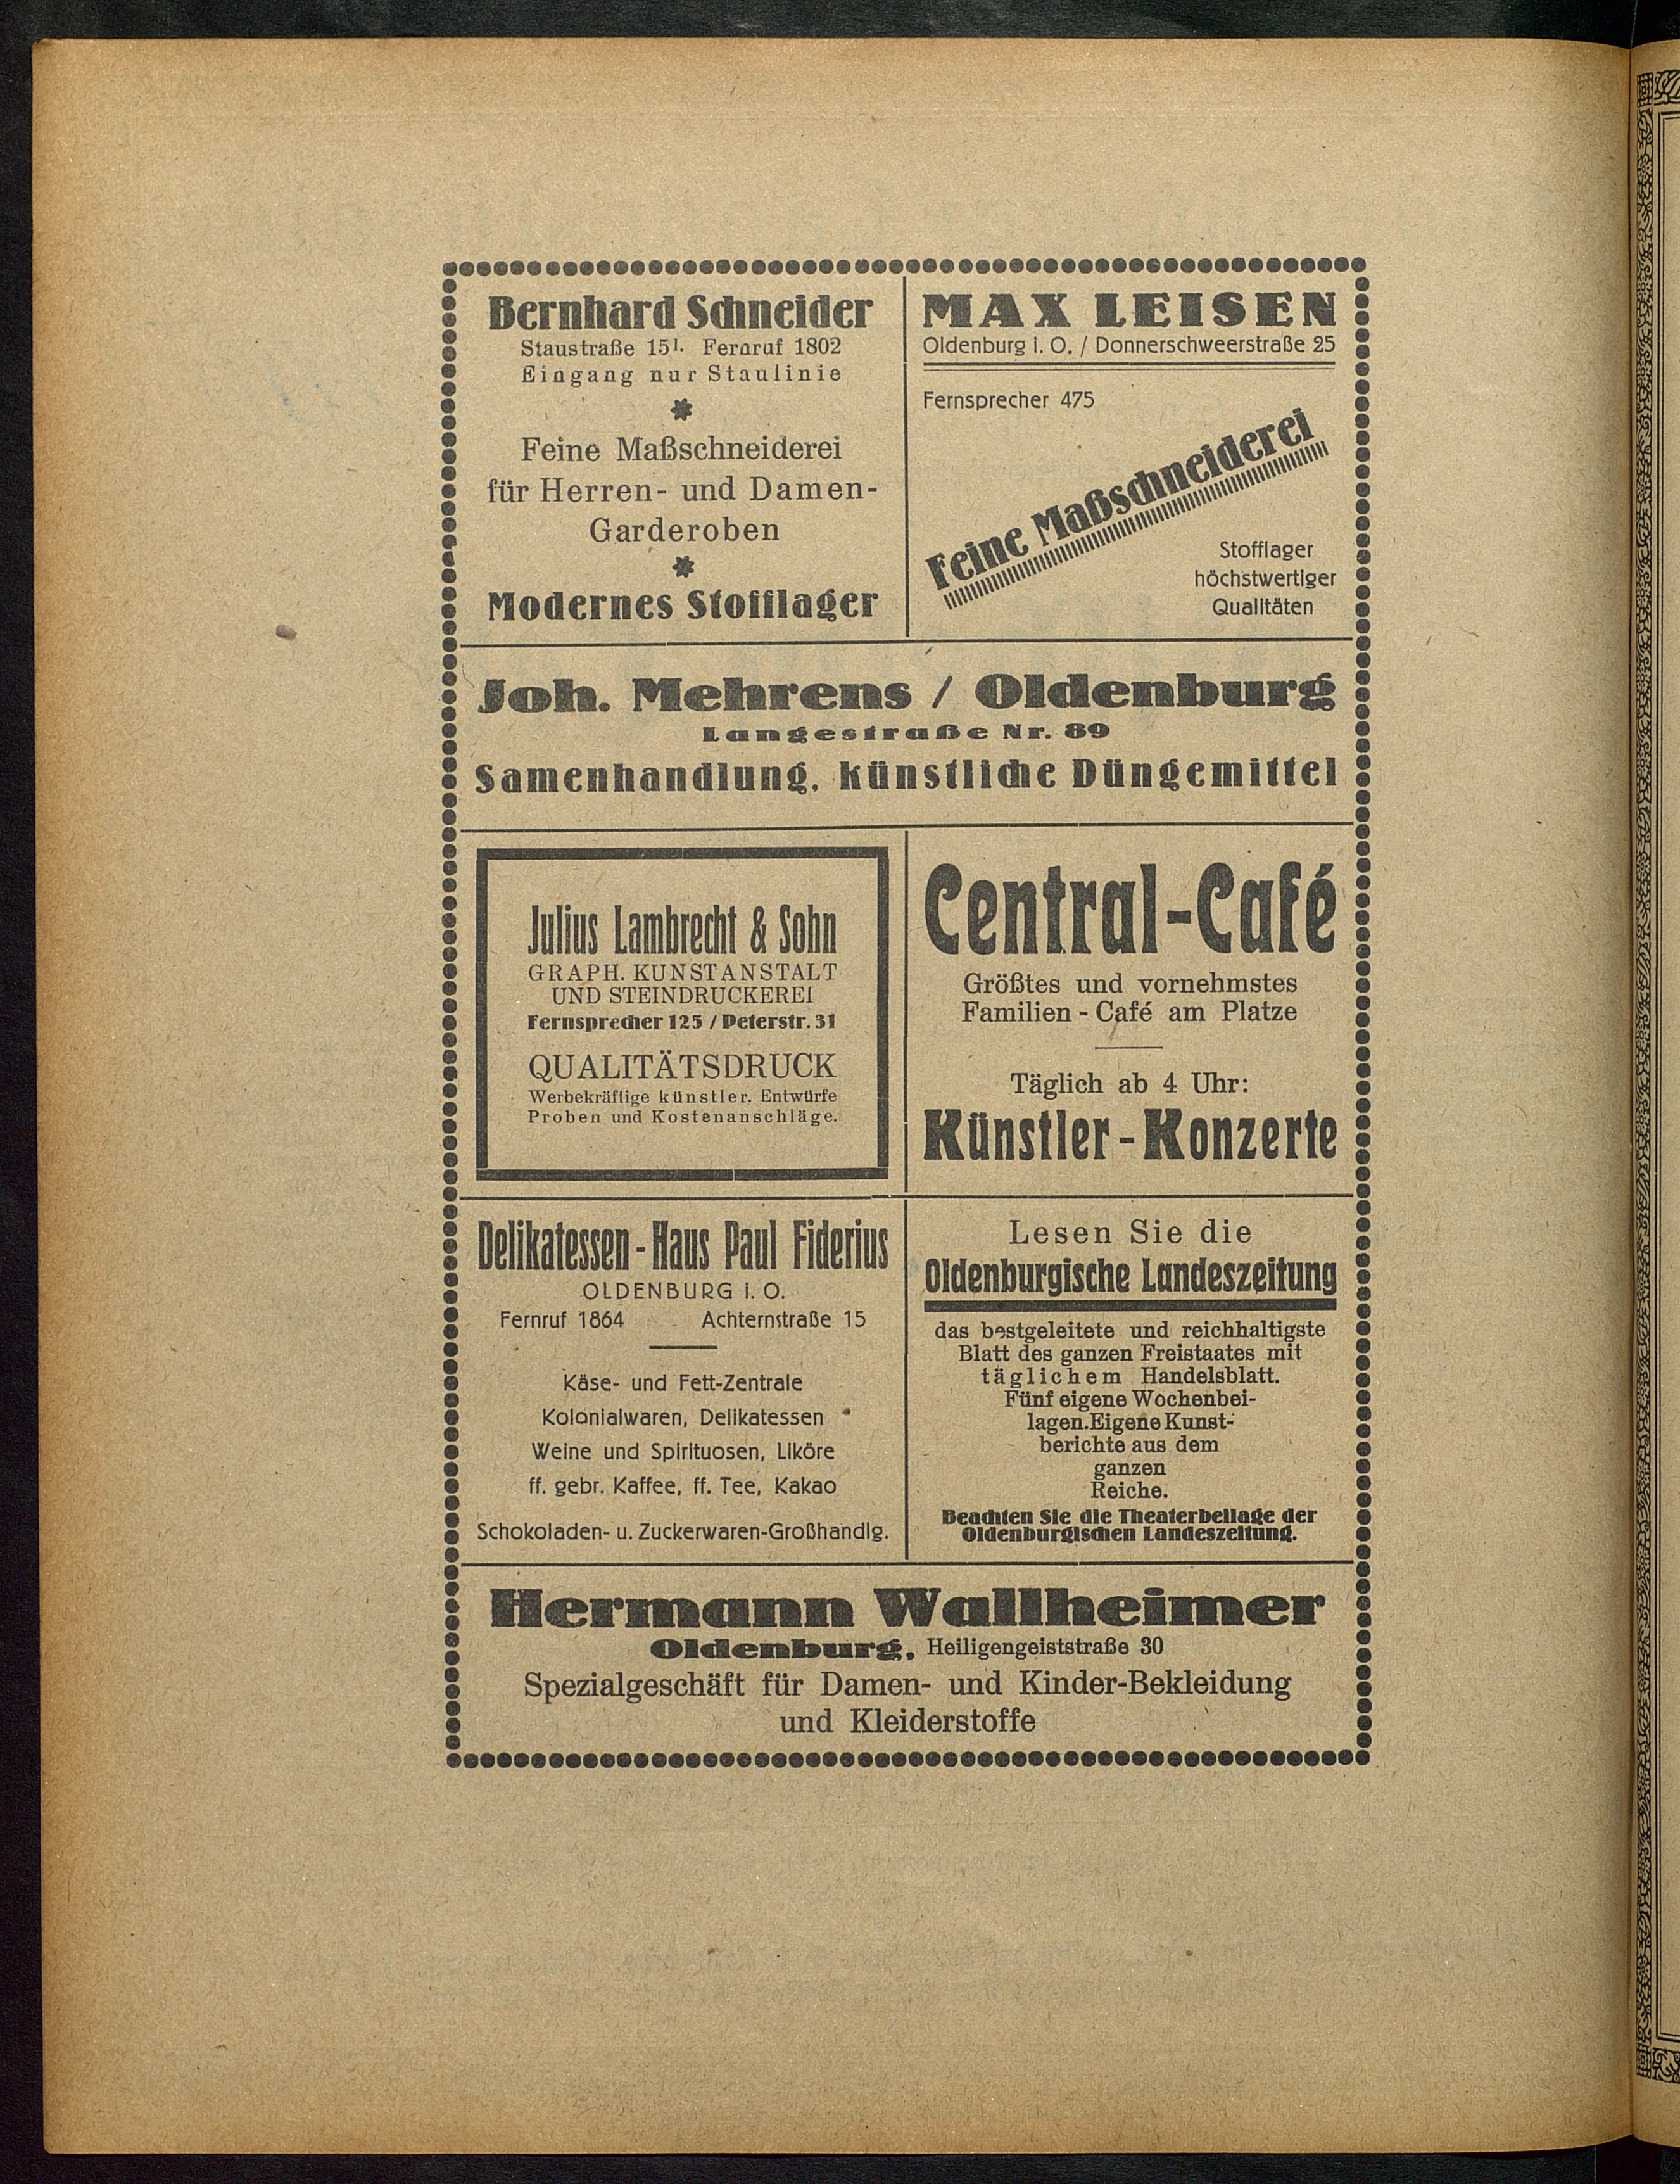 Bernhard Schneider
Staustraße 15I. Fernruf 1802
Eingang nur Staulinie
Feine Maßschneiderei
für Herren- und Damen-
Garderoben
Modernes Stofflager
MAX LEISEN
Oldenburg i. O. / Donnerschweerstraße 25
Fernsprecher 475
Feine Maßschneiderei
Stofflager
höchstwertiger
Qualitäten
Joh. Mehrens / Oldenburg
Langestraße Nr. 89
Samenhandlung, künstliche Düngemittel
Julius Lambrecht & Sohn
GRAPH. KUNSTANSTALT
UND STEINDRUCKEREI
Fernsprecher 125 / Peterstr. 31
QUALITÄTSDRUCK
Werbekräftige künstler. Entwürfe
Proben und Kostenanschläge.
Central-Café
Größtes und vornehmstes
Familien-Café am Platze
Täglich ab 4 Uhr:
Künstler-Konzerte
Delikatessen-Haus Paul Fiderius
OLDENBURG i. O.
Fernruf 1864 Achternstraße 15
Käse- und Fett-Zentrale
Kolonialwaren, Delikatessen
Weine und Spirituosen, Liköre
ff. gebr. Kaffee, ff. Tee, Kakao
Schokoladen- u. Zuckerwaren-Großhandlg.
Lesen Sie die
Oldenburgische Landeszeitung
das bestgeleitete und reichhaltigste
Blatt des ganzen Freistaates mit
täglichem Handelsblatt.
Fünf eigene Wochenbei-
lagen. Eigene Kunst-
berichte aus dem
ganzen
Reiche.
Beachten Sie die Theaterbeilage der
Oldenburgischen Landeszeitung.
Hermann Wallheimer
Oldenburg, Heiligengeiststraße 30
Spezialgeschäft für Damen- und Kinder-Bekleidung
und Kleiderstoffe